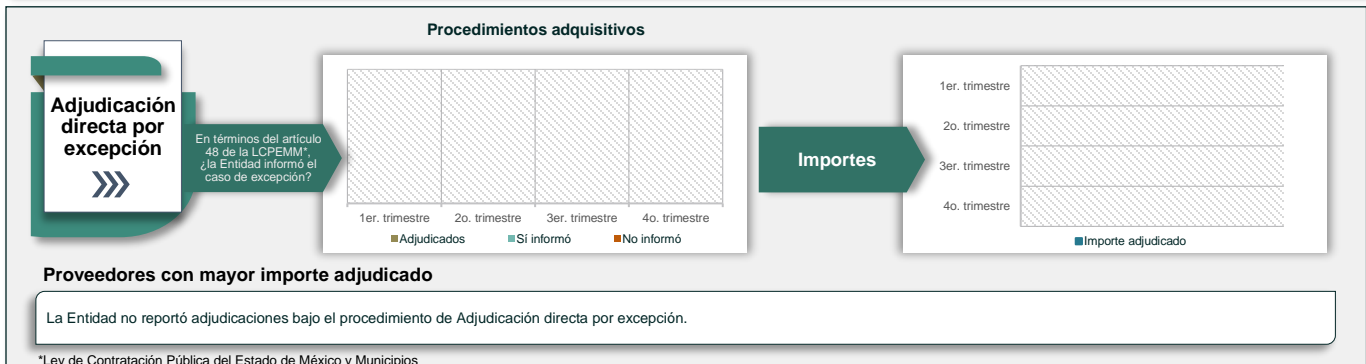 Procedimientos adquisitivos
Adjudicación
directa por
excepción
En términos del artículo
48 de la LCPEMM*,
¿la Entidad informó el
caso de excepción?
1er. trimestre 2o. trimestre 3er. trimestre 4o. trimestre
Adjudicados Sí informó No informó
Importes
1er. trimestre
2o. trimestre
3er. trimestre
4o. trimestre
Importe adjudicado
Proveedores con mayor importe adjudicado
La Entidad no reportó adjudicaciones bajo el procedimiento de Adjudicación directa por excepción.
*Ley de Contratación Pública del Estado de México y Municipios